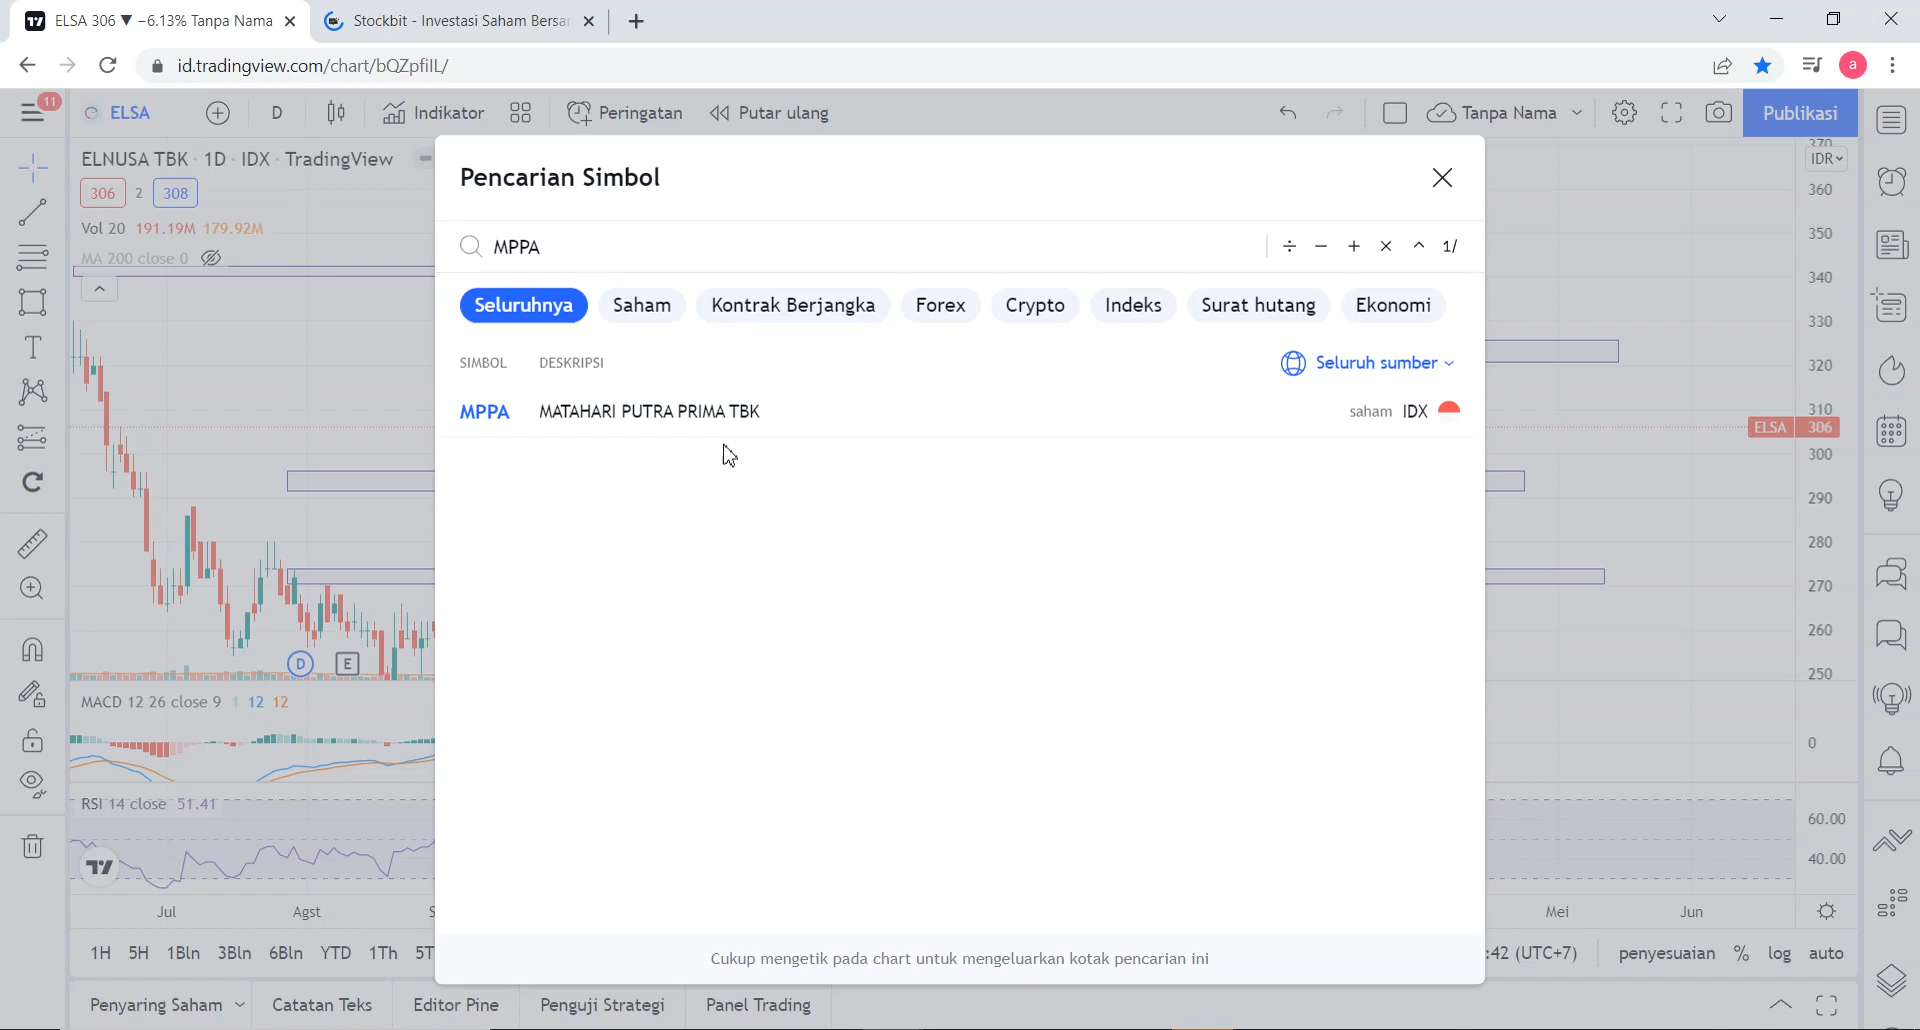 ELSA 306 ▼ −6.13% Tanpa Nama
Stockbit - Investasi Saham Bersa
id.tradingview.com/chart/bQZpfilL/
a
11
ELSA
D
Indikator
Peringatan
Putar ulang
Tanpa Nama
Publikasi
ELNUSA TBK · 1D · IDX · TradingView
306 2 308
Vol 20 191.19M 179.92M
MA 200 close 0
Pencarian Simbol
MPPA
÷ − + × ^ 1/
Seluruhnya
Saham
Kontrak Berjangka
Forex
Crypto
Indeks
Surat hutang
Ekonomi
SIMBOL DESKRIPSI
Seluruh sumber
MPPA MATAHARI PUTRA PRIMA TBK saham IDX
Cukup mengetik pada chart untuk mengeluarkan kotak pencarian ini
370
IDR
360
350
340
330
320
310
ELSA 306
300
290
280
270
260
250
0
60.00
40.00
D E
MACD 12 26 close 9 1 12 12
RSI 14 close 51.41
Jul Agst S Mei Jun
1H 5H 1Bln 3Bln 6Bln YTD 1Th 5T
:42 (UTC+7) penyesuaian % log auto
Penyaring Saham Catatan Teks Editor Pine Penguji Strategi Panel Trading